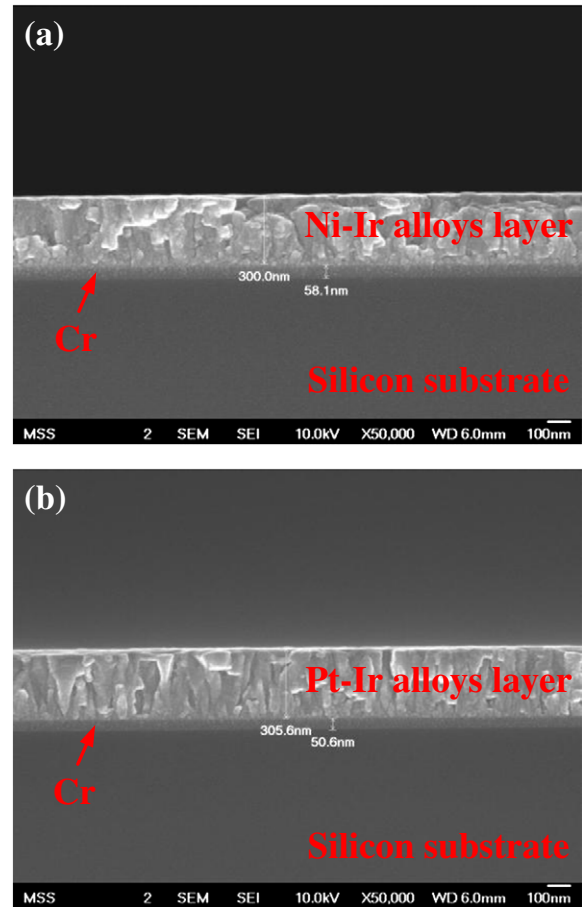 (a)
Ni-Ir alloys layer
300.0nm
58.1nm
Cr
Silicon substrate
MSS 2 SEM SEI 10.0kV X50,000 WD 6.0mm 100nm
(b)
Pt-Ir alloys layer
305.6nm
50.6nm
Cr
Silicon substrate
MSS 2 SEM SEI 10.0kV X50,000 WD 6.0mm 100nm